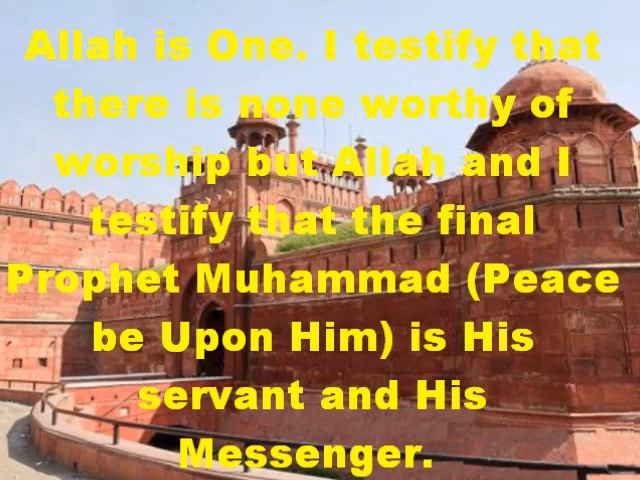 Allah is One. I testify that
there is none worthy of
worship but Allah and I
testify that the final
Prophet Muhammad (Peace
be Upon Him) is His
servant and His
Messenger.